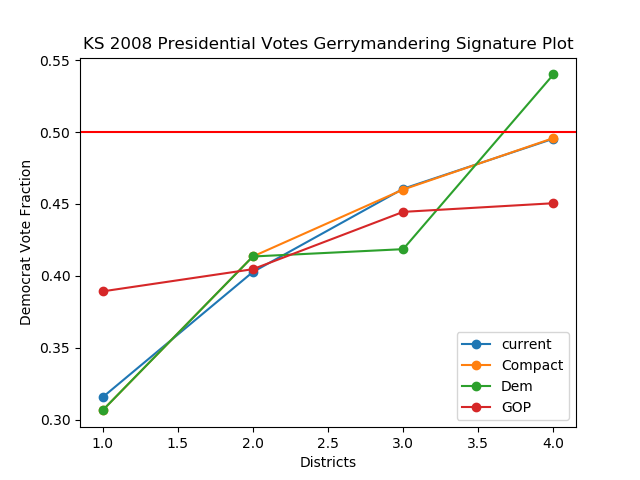 KS 2008 Presidential Votes Gerrymandering Signature Plot
0.55
0.50
0.45
0.40
0.35
0.30
Democrat Vote Fraction
current
Compact
Dem
GOP
1.0 1.5 2.0 2.5 3.0 3.5 4.0
Districts